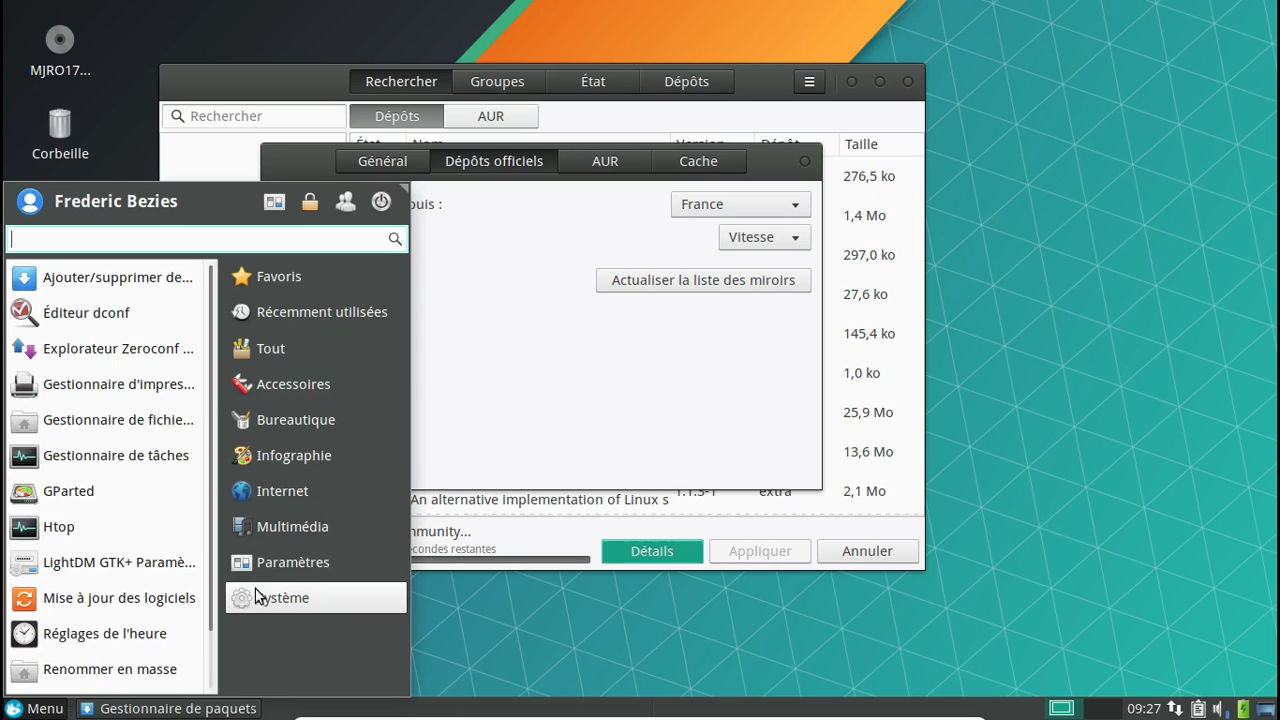 MJRO17...
Corbeille
Rechercher Groupes État Dépôts
Rechercher Dépôts AUR
Taille
Général Dépôts officiels AUR Cache
276,5 ko
1,4 Mo
297,0 ko
27,6 ko
145,4 ko
1,0 ko
25,9 Mo
13,6 Mo
2,1 Mo
France
Vitesse
Actualiser la liste des miroirs
An alternative implementation of Linux s 1.1.3-1 extra
secondes restantes
Détails Appliquer Annuler
Frederic Bezies
Ajouter/supprimer de...
Éditeur dconf
Explorateur Zeroconf ...
Gestionnaire d'impres...
Gestionnaire de fichie...
Gestionnaire de tâches
GParted
Htop
LightDM GTK+ Paramè...
Mise à jour des logiciels
Réglages de l'heure
Renommer en masse
Favoris
Récemment utilisées
Tout
Accessoires
Bureautique
Infographie
Internet
Multimédia
Paramètres
Système
Menu Gestionnaire de paquets 09:27